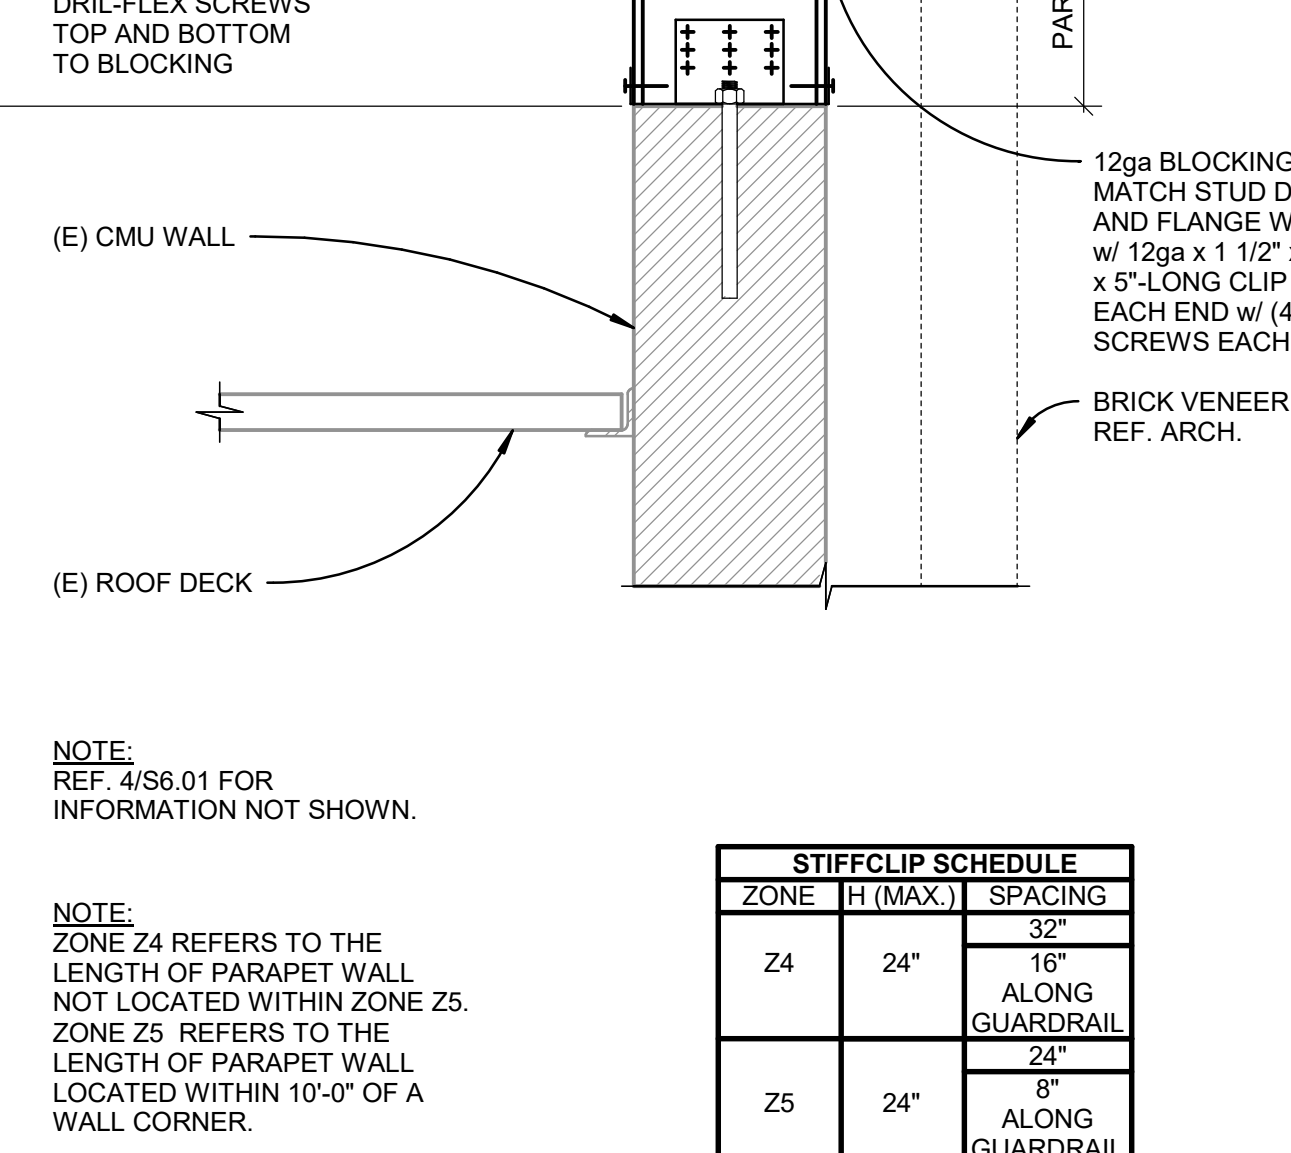 DRIL-FLEX SCREWS
TOP AND BOTTOM
TO BLOCKING
PAR
12ga BLOCKING
MATCH STUD D
AND FLANGE W
w/ 12ga x 1 1/2" x
x 5"-LONG CLIP
EACH END w/ (4
SCREWS EACH
(E) CMU WALL
BRICK VENEER
REF. ARCH.
(E) ROOF DECK
NOTE:
REF. 4/S6.01 FOR
INFORMATION NOT SHOWN.
NOTE:
ZONE Z4 REFERS TO THE
LENGTH OF PARAPET WALL
NOT LOCATED WITHIN ZONE Z5.
ZONE Z5 REFERS TO THE
LENGTH OF PARAPET WALL
LOCATED WITHIN 10'-0" OF A
WALL CORNER.
STIFFCLIP SCHEDULE
ZONE H (MAX.) SPACING
32"
Z4 24" 16"
ALONG
GUARDRAIL
24"
Z5 24" 8"
ALONG
GUARDRAIL